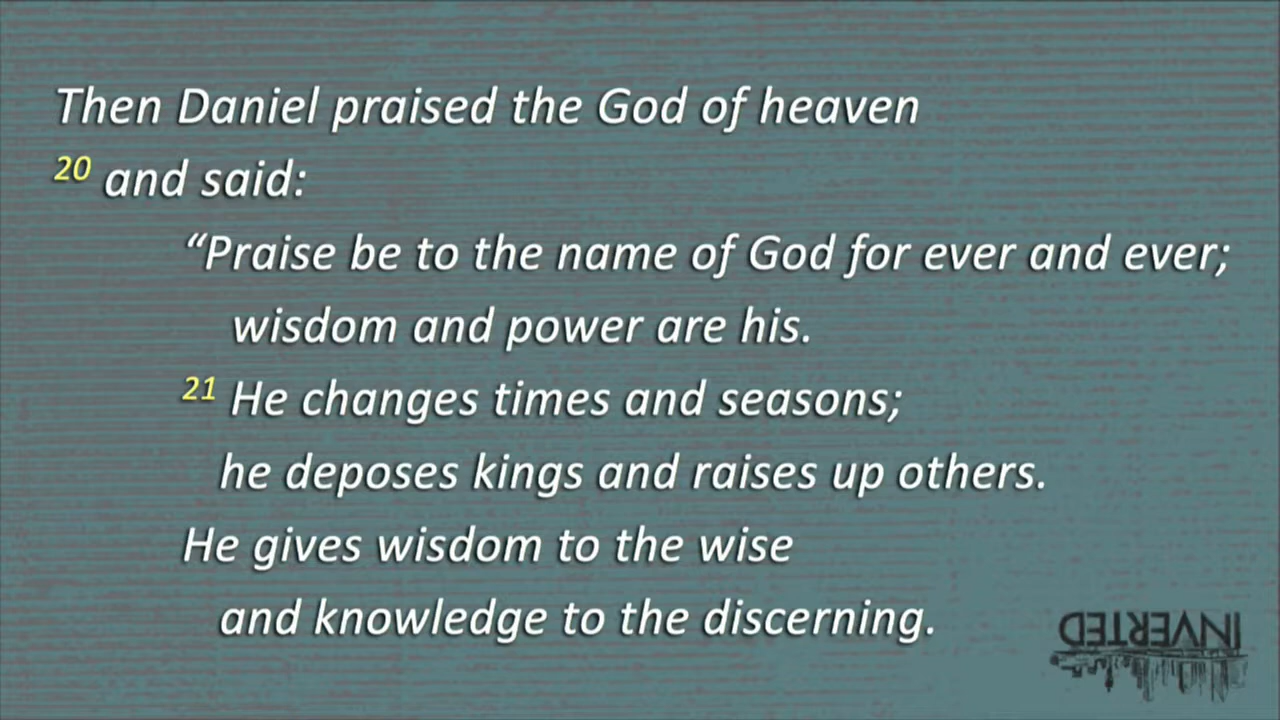 Then Daniel praised the God of heaven
20 and said:
“Praise be to the name of God for ever and ever;
wisdom and power are his.
21 He changes times and seasons;
he deposes kings and raises up others.
He gives wisdom to the wise
and knowledge to the discerning.
INVERTED